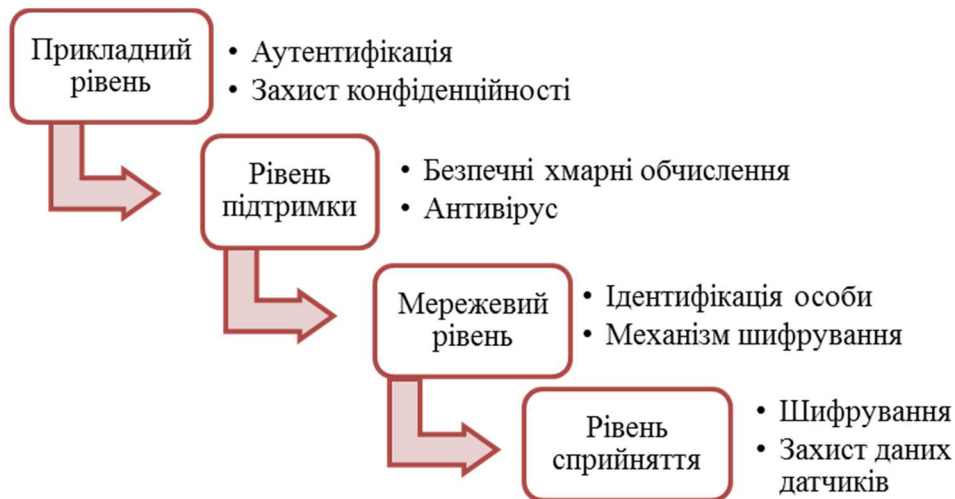 Прикладний
рівень
• Аутентифікація
• Захист конфіденційності
Рівень
підтримки
• Безпечні хмарні обчислення
• Антивірус
Мережевий
рівень
• Ідентифікація особи
• Механізм шифрування
Рівень
сприйняття
• Шифрування
• Захист даних
датчиків